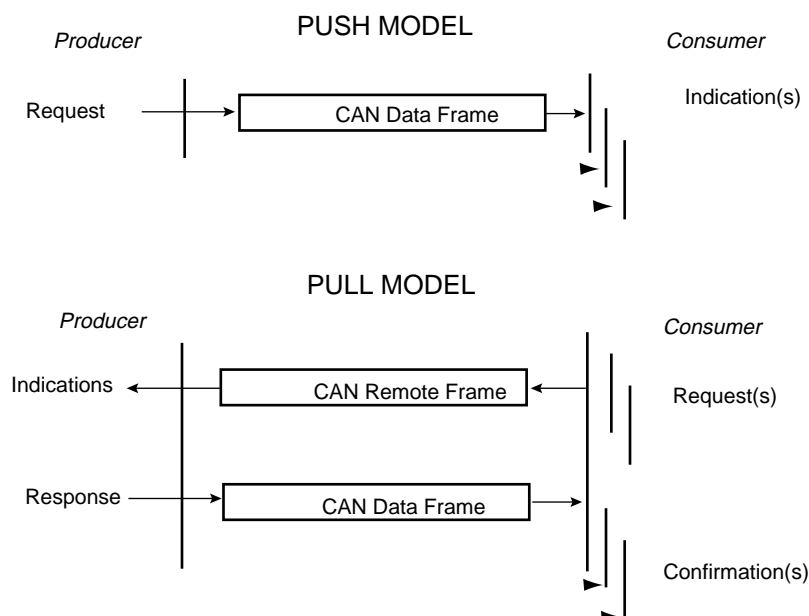 PUSH MODEL
Producer
Consumer
Request
CAN Data Frame
Indication(s)
PULL MODEL
Producer
Consumer
Indications
CAN Remote Frame
Request(s)
Response
CAN Data Frame
Confirmation(s)